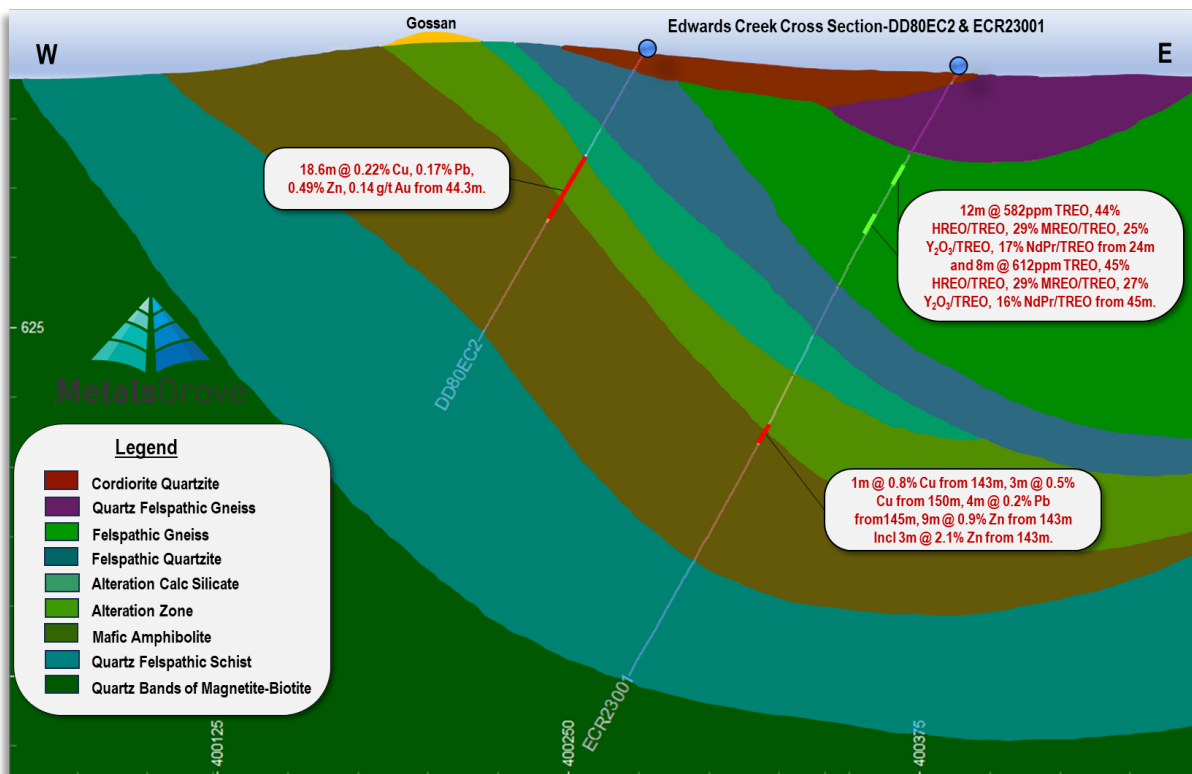 Gossan
Edwards Creek Cross Section-DD80EC2 & ECR23001
W
E
18.6m @ 0.22% Cu, 0.17% Pb,
0.49% Zn, 0.14 g/t Au from 44.3m.
12m @ 582ppm TREO, 44%
HREO/TREO, 29% MREO/TREO, 25%
Y₂O₃/TREO, 17% NdPr/TREO from 24m
and 8m @ 612ppm TREO, 45%
HREO/TREO, 29% MREO/TREO, 27%
Y₂O₃/TREO, 16% NdPr/TREO from 45m.
625
DD80EC2
MetalsGrove
Legend
Cordiorite Quartzite
Quartz Felspathic Gneiss
Felspathic Gneiss
Felspathic Quartzite
Alteration Calc Silicate
Alteration Zone
Mafic Amphibolite
Quartz Felspathic Schist
Quartz Bands of Magnetite-Biotite
1m @ 0.8% Cu from 143m, 3m @ 0.5%
Cu from 150m, 4m @ 0.2% Pb
from145m, 9m @ 0.9% Zn from 143m
Incl 3m @ 2.1% Zn from 143m.
ECR23001
400125
400250
400375